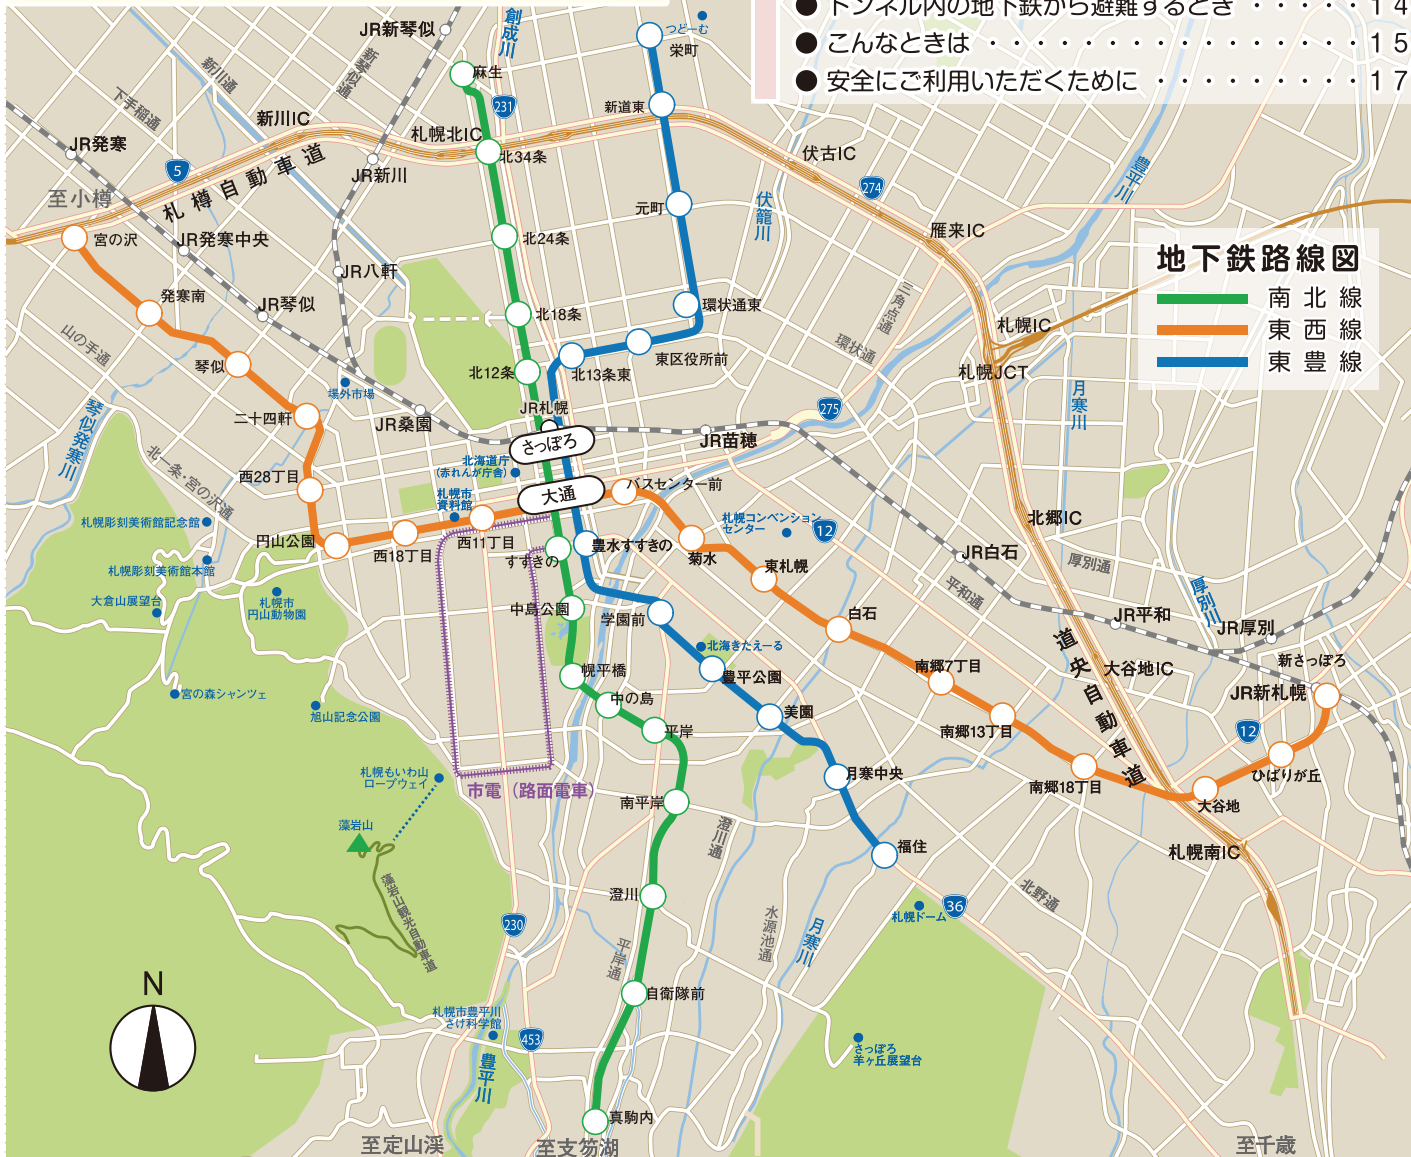 ● トンネル内の地下鉄から避難するとき ・・・・・14
● こんなときは ・・・・・・・・・・・・・・・・15
● 安全にご利用いただくために ・・・・・・・・・17
地下鉄路線図
南北線
東西線
東豊線
JR新琴似
創成川
つどーむ
栄町
新琴似通
新川通
下手稲通
麻生
231
新道東
新川IC
札幌北IC
北34条
伏古IC
JR発寒
5
札樽自動車道
JR新川
274
豊平川
至小樽
元町
伏籠川
雁来IC
宮の沢
JR発寒中央
北24条
JR八軒
発寒南
JR琴似
北18条
環状通東
三角点通
札幌IC
山の手通
環状通
琴似
北12条
北13条東
東区役所前
札幌JCT
場外市場
275
月寒川
琴似発寒川
二十四軒
JR桑園
JR札幌
さっぽろ
JR苗穂
北一条・宮の沢通
西28丁目
北海道庁
(赤れんが庁舎)
大通
バスセンター前
札幌市
資料館
札幌彫刻美術館記念館
円山公園
西18丁目
西11丁目
すすきの
豊水すすきの
菊水
札幌コンベンション
センター
12
北郷IC
JR白石
厚別通
札幌彫刻美術館本館
東札幌
平和通
厚別川
大倉山展望台
札幌市
円山動物園
中島公園
学園前
白石
JR平和
JR厚別
北海きたえーる
道央自動車道
大谷地IC
新さっぽろ
宮の森シャンツェ
幌平橋
豊平公園
南郷7丁目
JR新札幌
旭山記念公園
中の島
平岸
美園
南郷13丁目
12
札幌もいわ山
ロープウェイ
市電（路面電車）
月寒中央
南郷18丁目
ひばりが丘
大谷地
南平岸
藻岩山
澄川通
福住
札幌南IC
藻岩山観光自動車道
澄川
230
水源池通
月寒川
札幌ドーム
36
北野通
平岸通
N
自衛隊前
札幌市豊平川
さけ科学館
453
豊平川
さっぽろ
羊ヶ丘展望台
真駒内
至定山渓
至支笏湖
至千歳